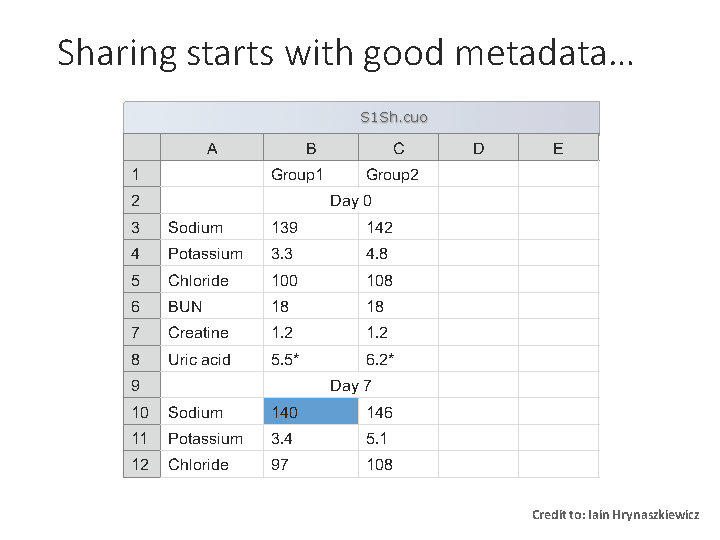 Sharing starts with good metadata…
S1Sh.cuo
A B C D E
1 Group1 Group2
2 Day 0
3 Sodium 139 142
4 Potassium 3.3 4.8
5 Chloride 100 108
6 BUN 18 18
7 Creatine 1.2 1.2
8 Uric acid 5.5* 6.2*
9 Day 7
10 Sodium 140 146
11 Potassium 3.4 5.1
12 Chloride 97 108
Credit to: Iain Hrynaszkiewicz